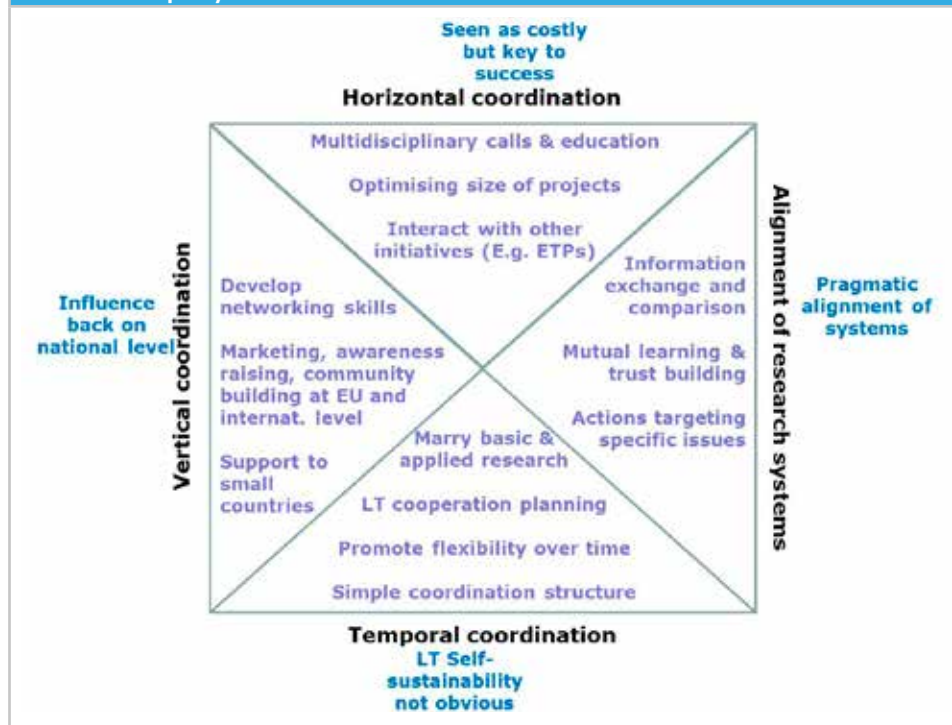 Seen as costly
but key to
success
Horizontal coordination
Multidisciplinary calls & education
Optimising size of projects
Interact with other
initiatives (E.g. ETPs)
Vertical coordination
Influence
back on
national level
Develop
networking skills
Marketing, awareness
raising, community
building at EU and
internat. level
Support to
small
countries
Information
exchange and
comparison
Mutual learning &
trust building
Actions targeting
specific issues
Alignment of research systems
Pragmatic
alignment of
systems
Marry basic &
applied research
LT cooperation planning
Promote flexibility over time
Simple coordination structure
Temporal coordination
LT Self-
sustainability
not obvious